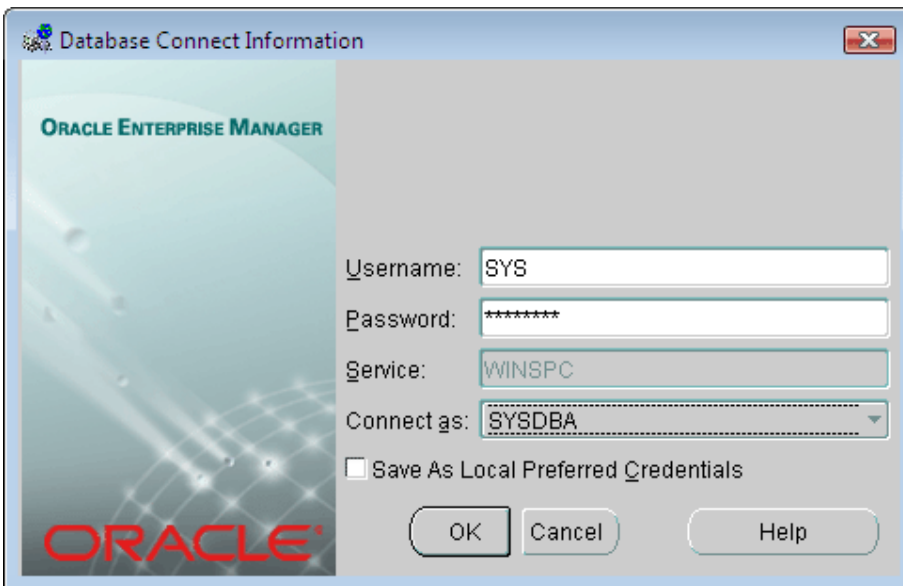 Database Connect Information
ORACLE ENTERPRISE MANAGER
Username: SYS
Password: ********
Service: WINSPC
Connect as: SYSDBA
Save As Local Preferred Credentials
OK Cancel Help
ORACLE